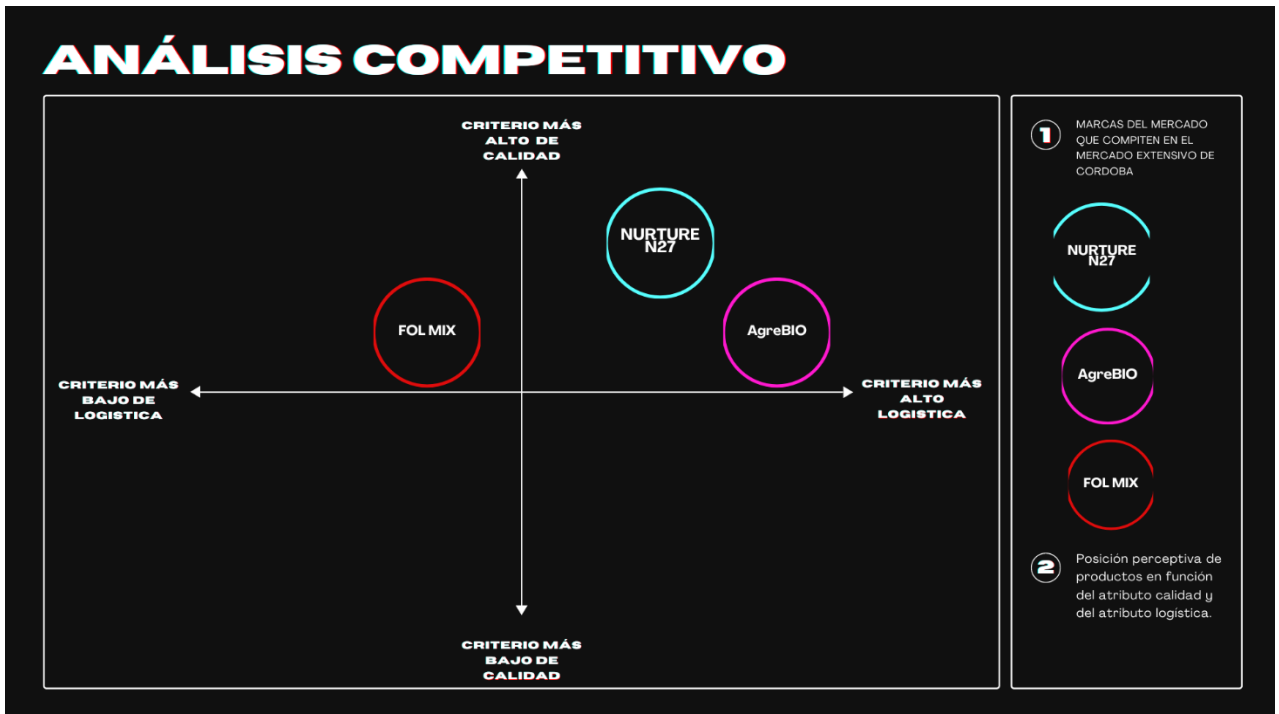 ANÁLISIS COMPETITIVO
CRITERIO MÁS
ALTO DE
CALIDAD
NURTURE
N27
FOL MIX
AgreBIO
CRITERIO MÁS
BAJO DE
LOGISTICA
CRITERIO MÁS
ALTO
LOGISTICA
CRITERIO MÁS
BAJO DE
CALIDAD
1
MARCAS DEL MERCADO
QUE COMPITEN EN EL
MERCADO EXTENSIVO DE
CORDOBA
NURTURE
N27
AgreBIO
FOL MIX
2
Posición perceptiva de
productos en función
del atributo calidad y
del atributo logística.